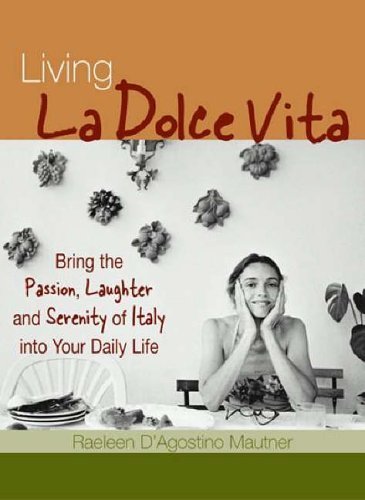 Living
La Dolce Vita
Bring the
Passion, Laughter
and Serenity of Italy
into Your Daily Life
Raeleen D'Agostino Mautner